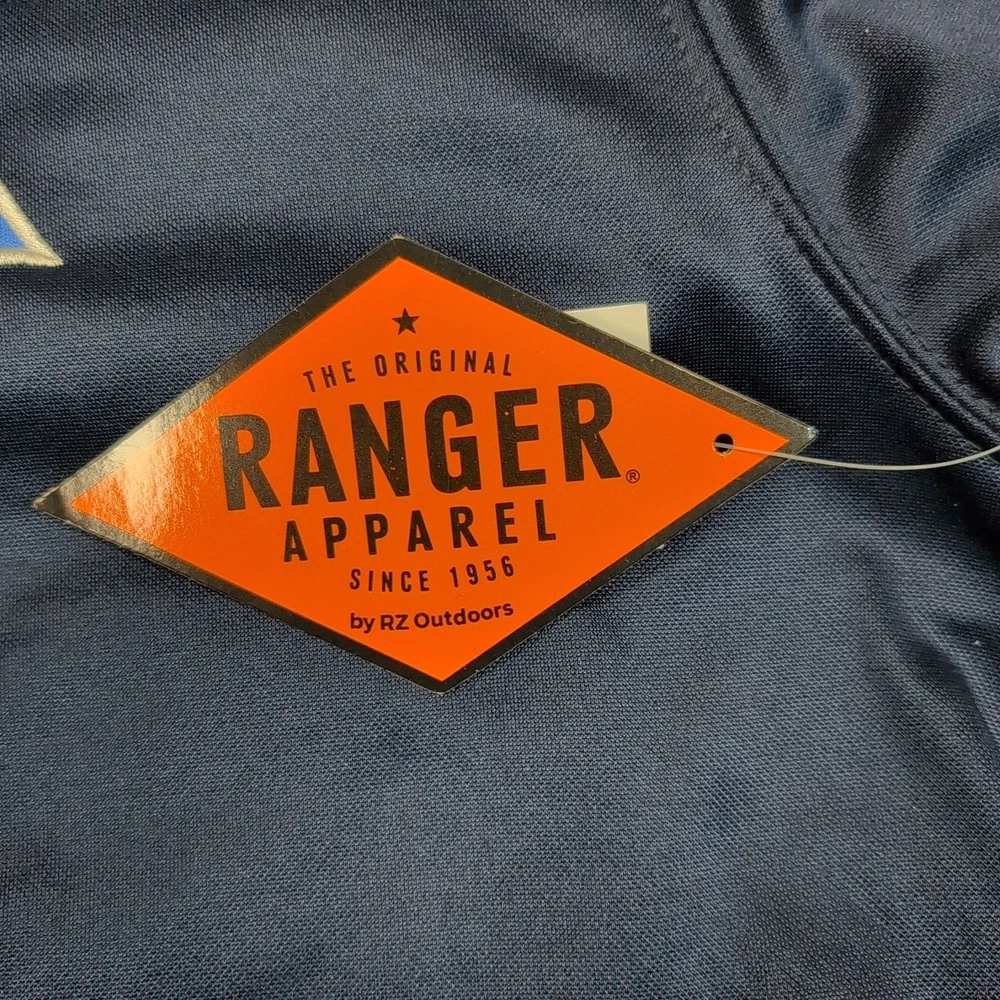 THE ORIGINAL
RANGER®
APPAREL
SINCE 1956
by RZ Outdoors